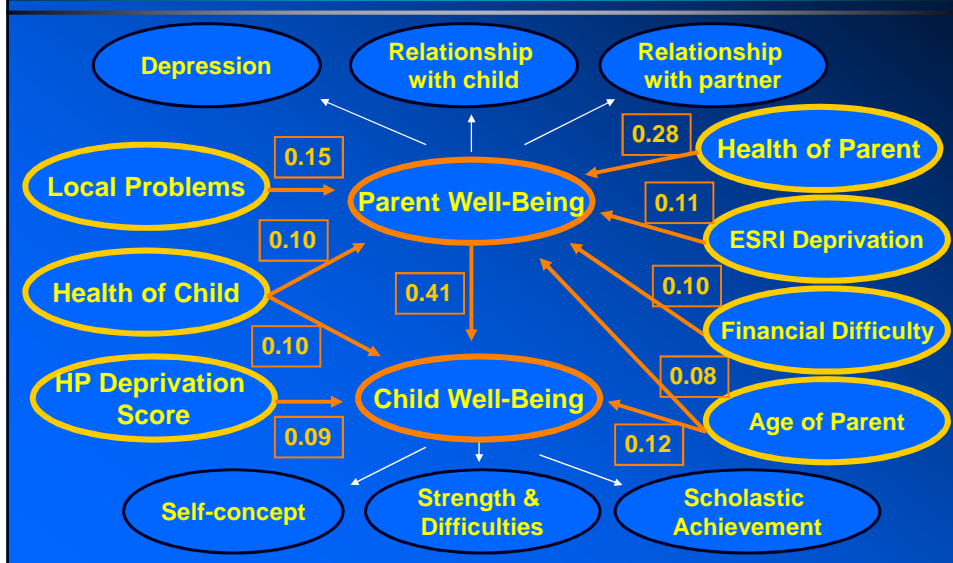 Depression
Relationship
with child
Relationship
with partner
0.28
Health of Parent
0.15
Local Problems
Parent Well-Being
0.11
ESRI Deprivation
0.10
Health of Child
0.41
0.10
Financial Difficulty
0.10
HP Deprivation
Score
0.09
Child Well-Being
0.08
Age of Parent
0.12
Self-concept
Strength &
Difficulties
Scholastic
Achievement